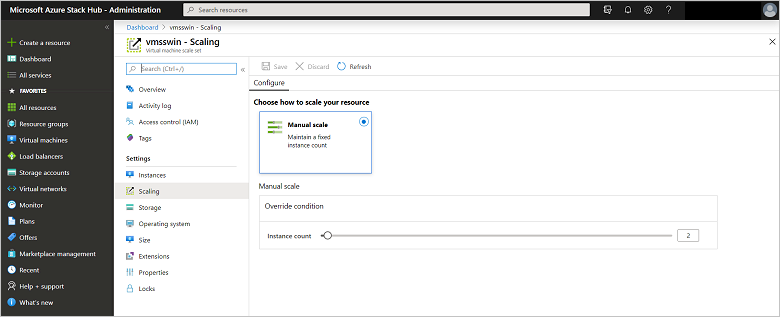 Microsoft Azure Stack Hub - Administration
Search resources
?
«
Create a resource
Dashboard
All services
FAVORITES
All resources
Resource groups
Virtual machines
Load balancers
Storage accounts
Virtual networks
Monitor
Plans
Offers
Marketplace management
Recent
Help + support
What's new
Dashboard > vmsswin - Scaling
vmsswin - Scaling
Virtual machine scale set
Search (Ctrl+/)
«
Overview
Activity log
Access control (IAM)
Tags
Settings
Instances
Scaling
Storage
Operating system
Size
Extensions
Properties
Locks
Save
Discard
Refresh
Configure
Choose how to scale your resource
Manual scale
Maintain a fixed
instance count
Manual scale
Override condition
Instance count
2